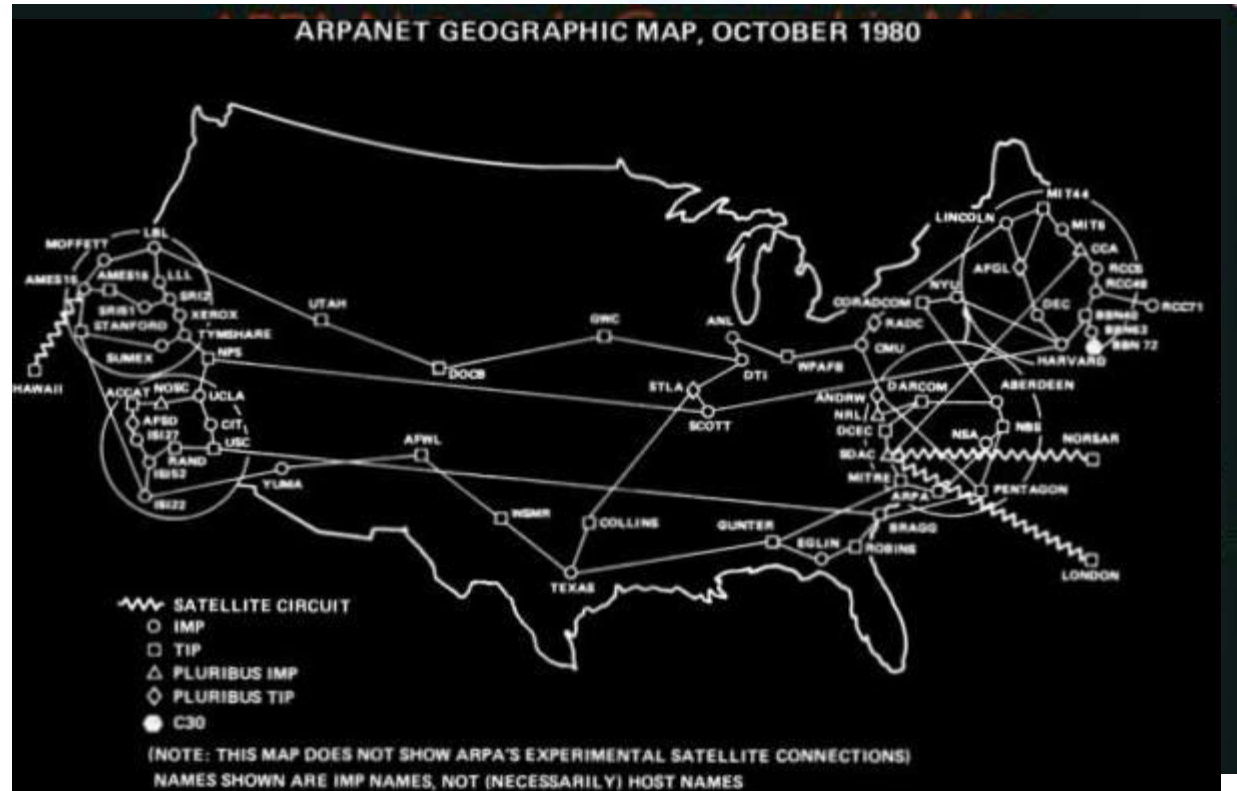 ARPANET GEOGRAPHIC MAP, OCTOBER 1980
MIT44
LINCOLN
MIT6
LBL
MOFFETT
CCA
AMES15
AMES16
LLL
AFGL
RCC5
RCC49
SRI2
NYU
SRI51
XEROX
UTAH
CORADCOM
DEC
RCC71
STANFORD
TYMSHARE
GWC
ANL
RADC
BBN40
BBN63
BBN 72
SUMEX
NPS
CMU
HARVARD
HAWAII
DOCB
DTI
WPAFB
ACCAT
NOSC
UCLA
STLA
DARCOM
ABERDEEN
ANDRW
AFSD
SCOTT
NRL
ISI27
CIT
DCEC
NSA
NBS
NORSAR
RAND
USC
AFWL
SDAC
ISI52
YUMA
MITRE
ARPA
PENTAGON
ISI22
WSMR
COLLINS
GUNTER
BRAGG
EGLIN
ROBINS
TEXAS
LONDON
SATELLITE CIRCUIT
IMP
TIP
PLURIBUS IMP
PLURIBUS TIP
C30
(NOTE: THIS MAP DOES NOT SHOW ARPA'S EXPERIMENTAL SATELLITE CONNECTIONS)
NAMES SHOWN ARE IMP NAMES, NOT (NECESSARILY) HOST NAMES